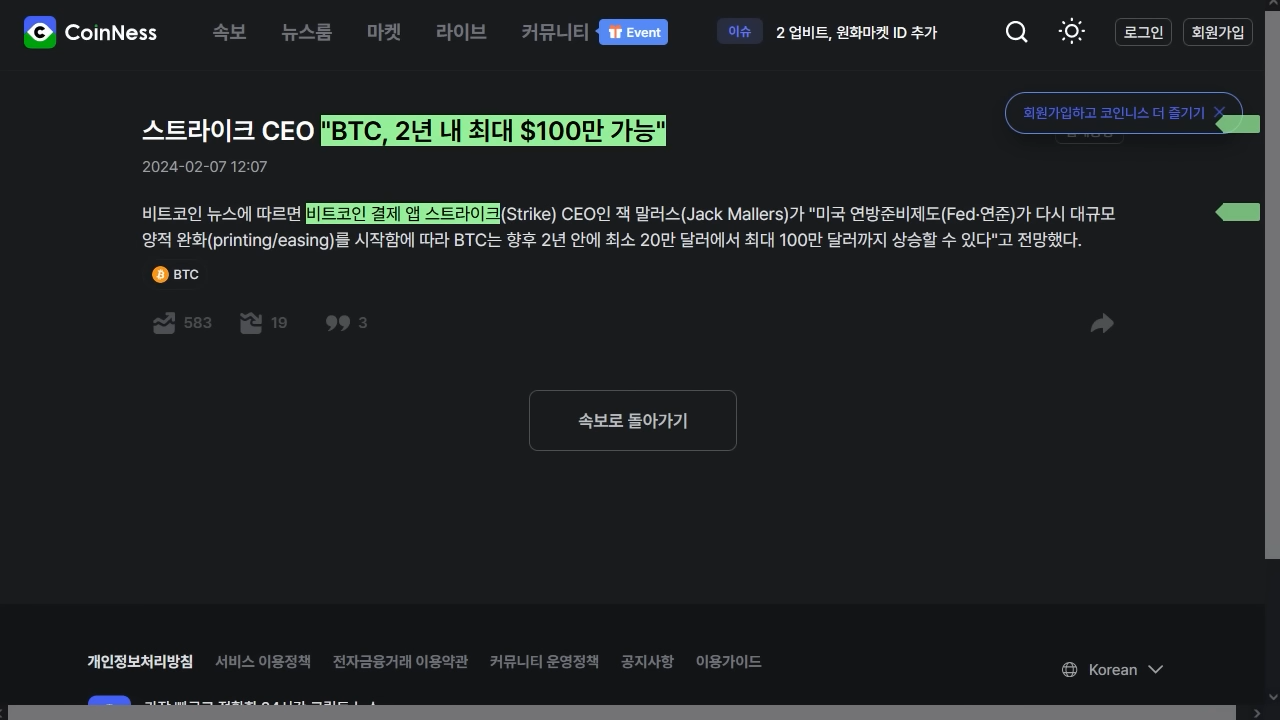 CoinNess 속보 뉴스룸 마켓 라이브 커뮤니티 Event 이슈 2 업비트, 원화마켓 ID 추가 로그인 회원가입
회원가입하고 코인니스 더 즐기기
스트라이크 CEO "BTC, 2년 내 최대 $100만 가능"
2024-02-07 12:07
비트코인 뉴스에 따르면 비트코인 결제 앱 스트라이크(Strike) CEO인 잭 말러스(Jack Mallers)가 "미국 연방준비제도(Fed·연준)가 다시 대규모
양적 완화(printing/easing)를 시작함에 따라 BTC는 향후 2년 안에 최소 20만 달러에서 최대 100만 달러까지 상승할 수 있다"고 전망했다.
BTC
583 19 3
속보로 돌아가기
개인정보처리방침 서비스 이용정책 전자금융거래 이용약관 커뮤니티 운영정책 공지사항 이용가이드
Korean